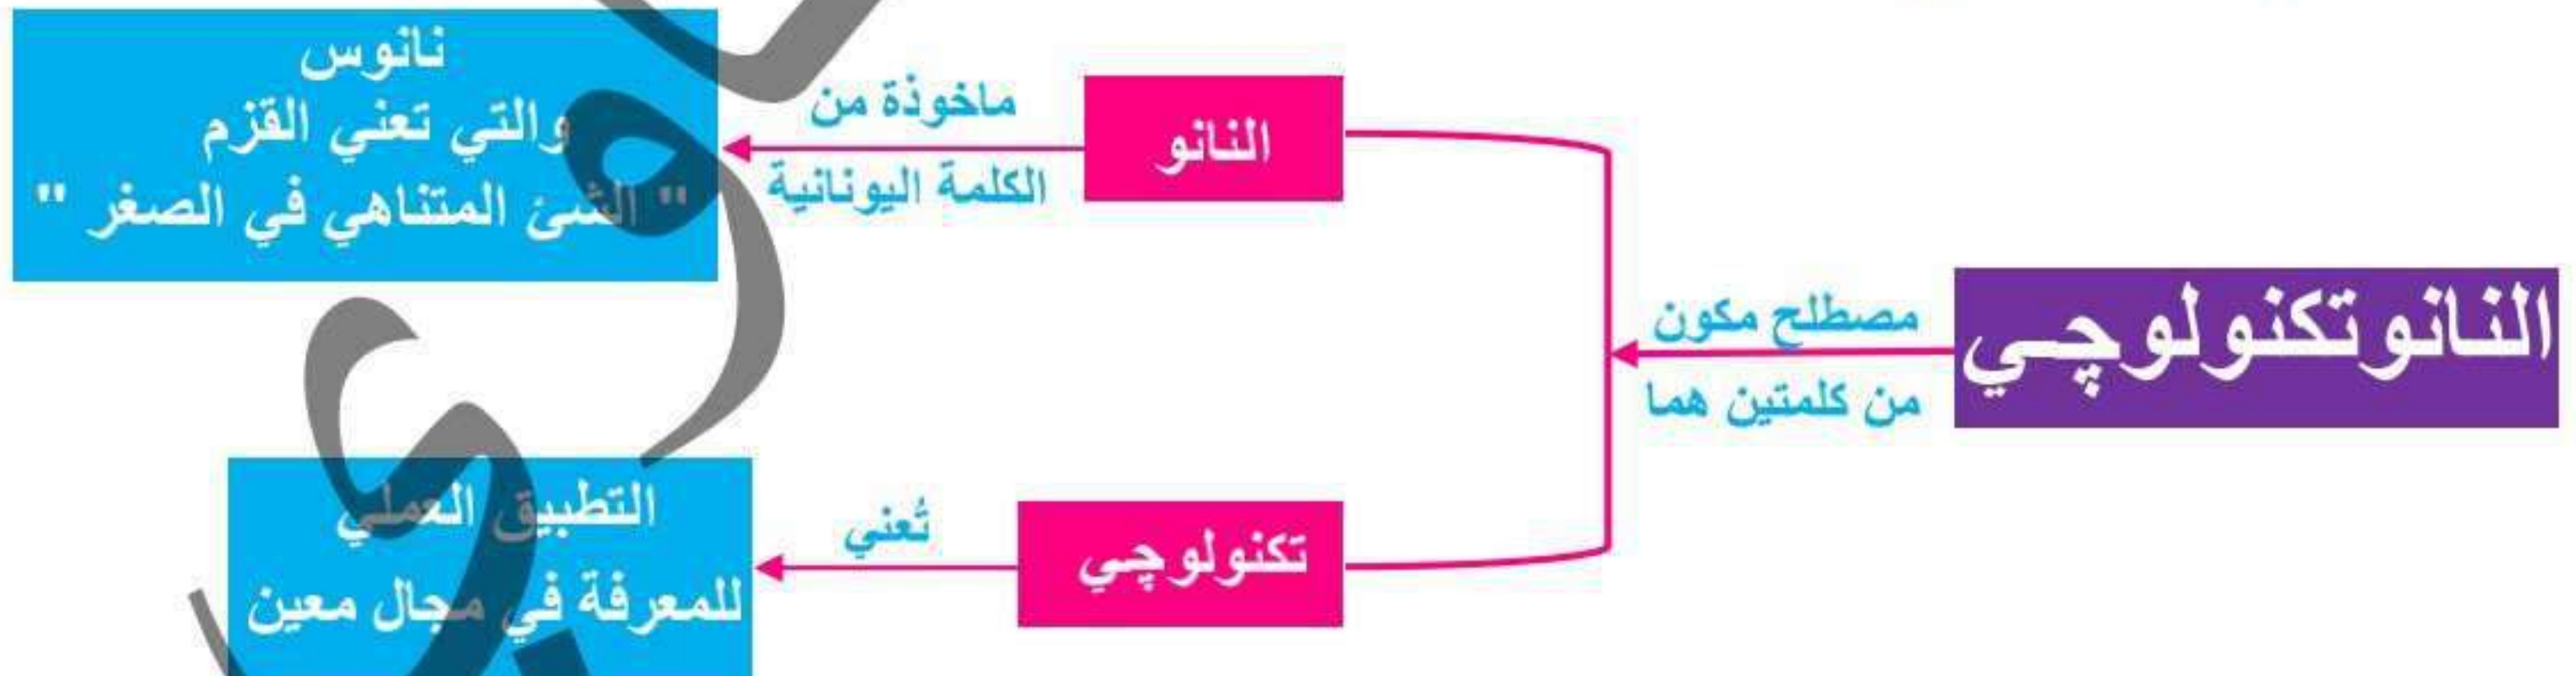 النانوتكنولوچي
مصطلح مكون
من كلمتين هما
النانو
ماخوذة من
الكلمة اليونانية
نانوس
والتي تعني القزم
" الشئ المتناهي في الصغر "
تكنولوچي
تُعني
التطبيق العملي
للمعرفة في مجال معين